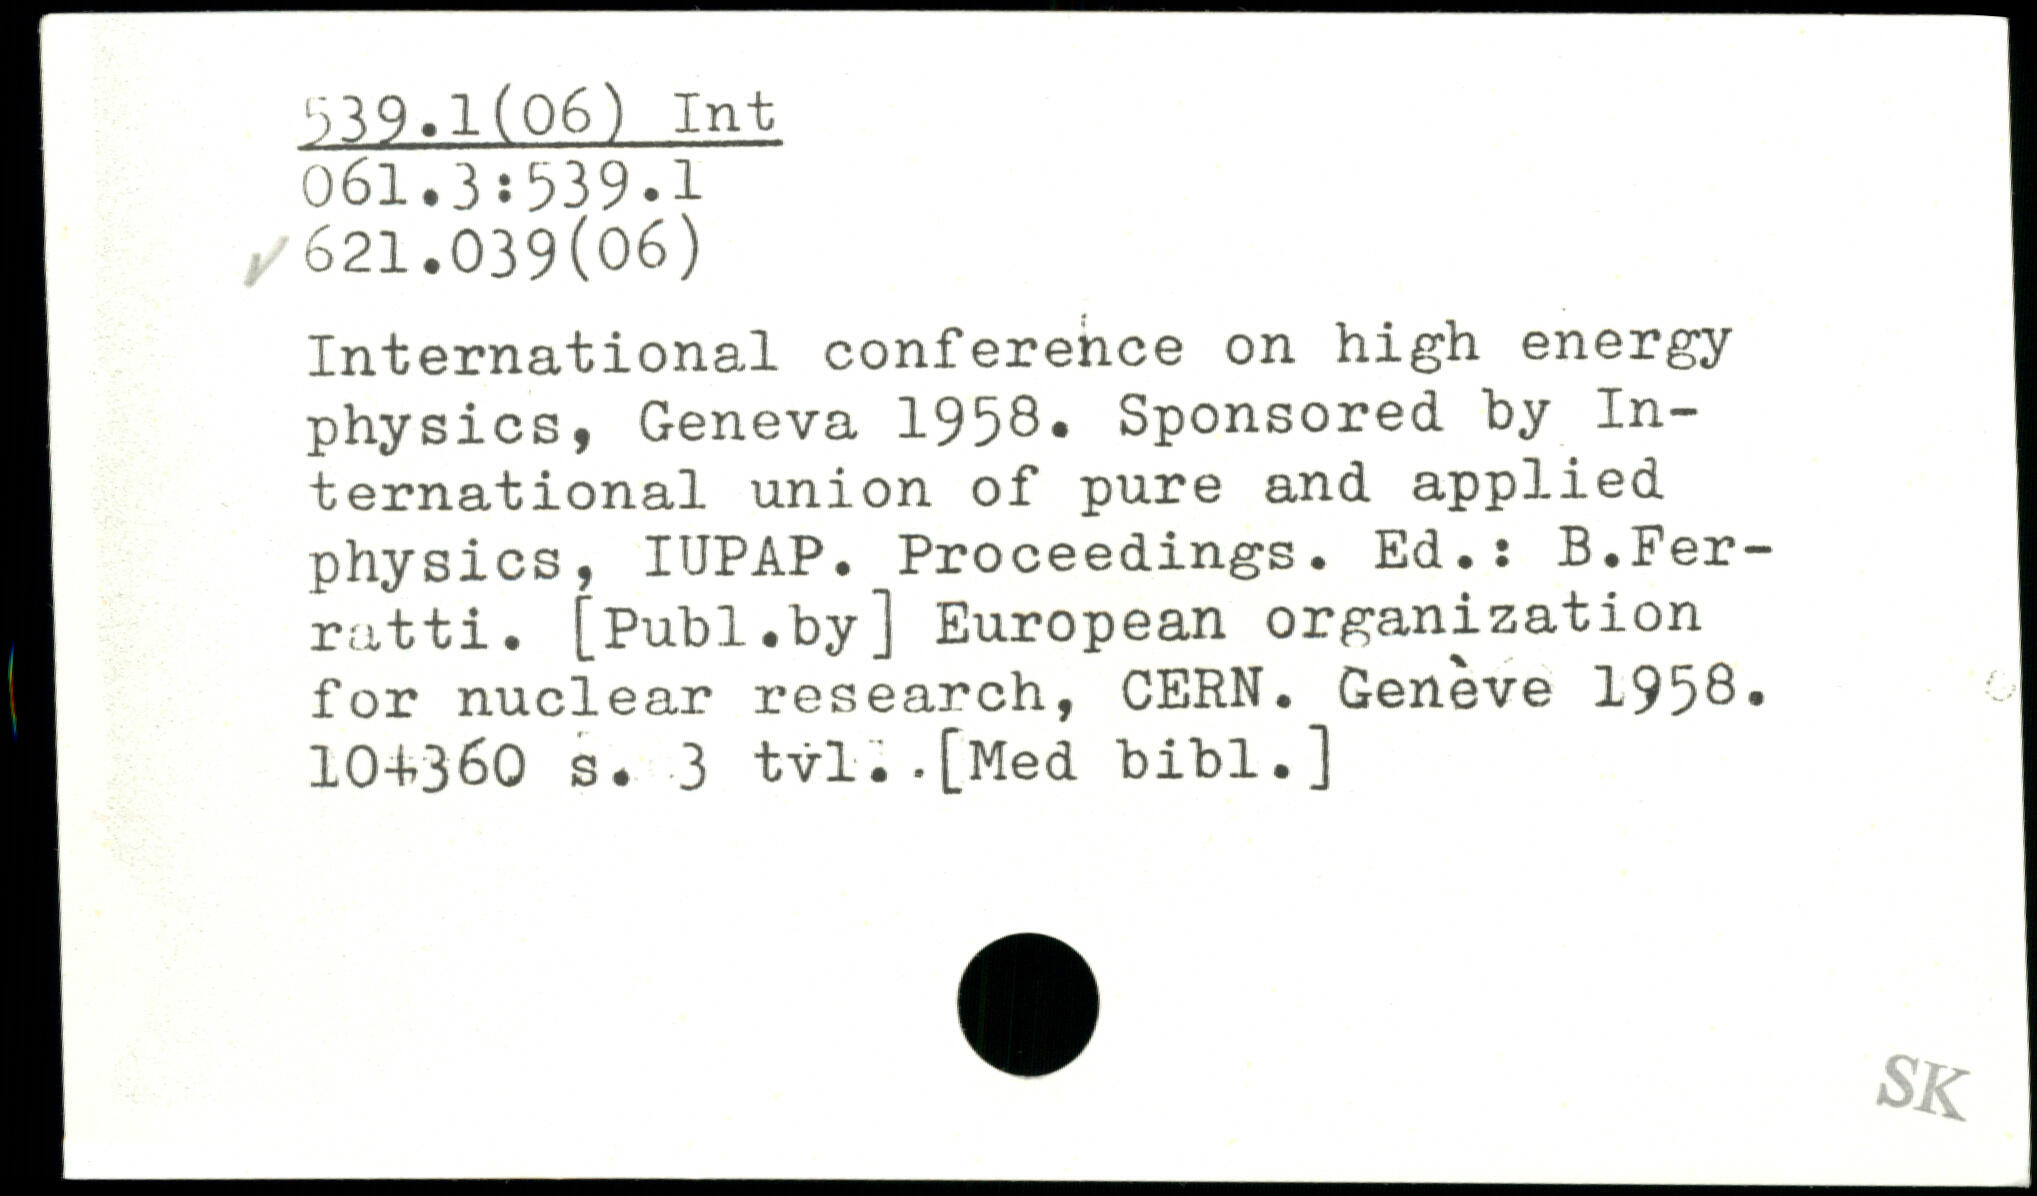 539.1(06) Int
061.3:539.1
✓ 621.039(06)
International conference on high energy
physics, Geneva 1958. Sponsored by In-
ternational union of pure and applied
physics, IUPAP. Proceedings. Ed.: B.Fer-
ratti. [Publ.by] European organization
for nuclear research, CERN. Genève 1958.
10+360 s. 3 tvl. [Med bibl.]
SK